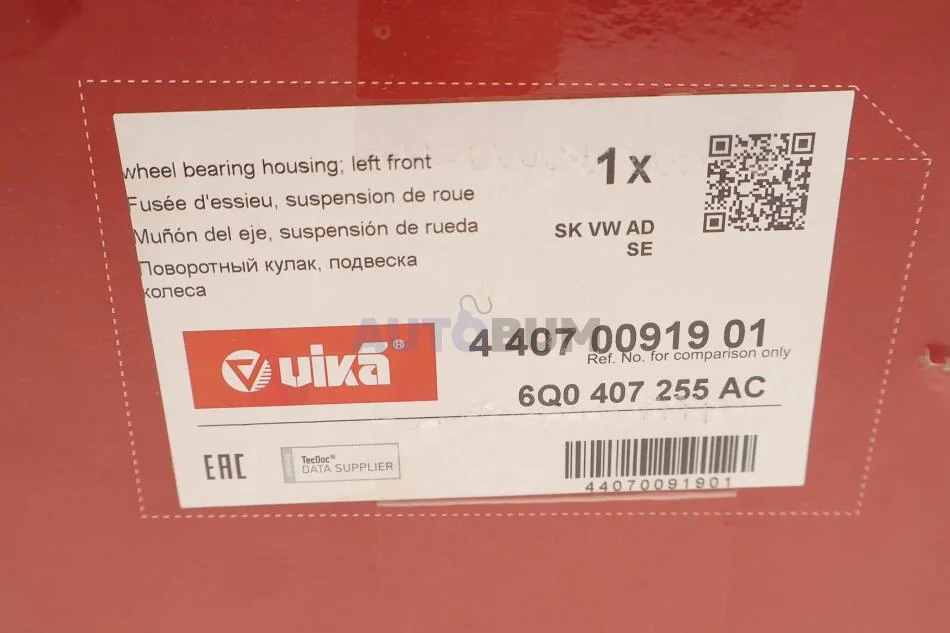 wheel bearing housing; left front
Fusée d'essieu, suspension de roue
Muñón del eje, suspensión de rueda
Поворотный кулак, подвеска
колеса
1 x
SK VW AD
SE
AUTOBUM
4 407 00919 01
Ref. No. for comparison only
6Q0 407 255 AC
vika®
EAC
TecDoc®
DATA SUPPLIER
44070091901